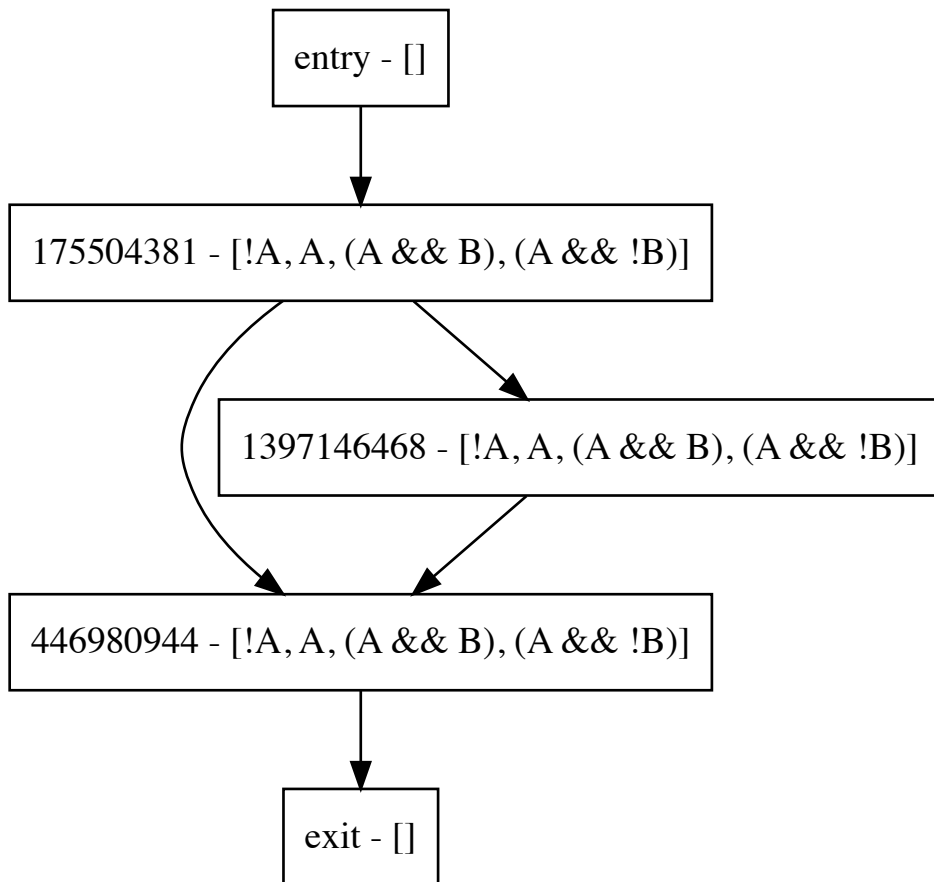 entry - []
175504381 - [!A, A, (A && B), (A && !B)]
1397146468 - [!A, A, (A && B), (A && !B)]
446980944 - [!A, A, (A && B), (A && !B)]
exit - []